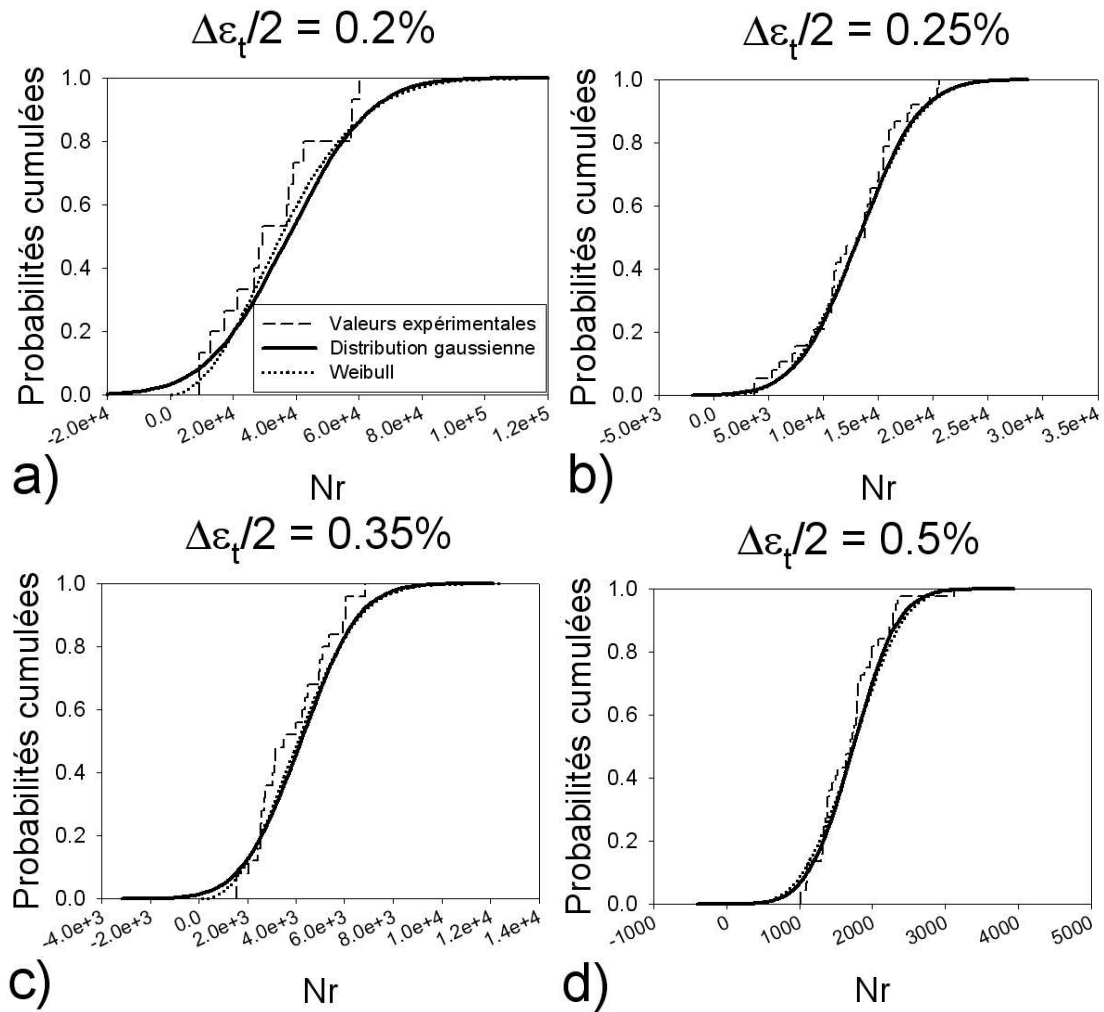 Δεt/2 = 0.2%
Probabilités cumulées
1.0
0.8
0.6
0.4
0.2
0.0
Valeurs expérimentales
Distribution gaussienne
Weibull
-2.0e+4 0.0 2.0e+4 4.0e+4 6.0e+4 8.0e+4 1.0e+5 1.2e+5
a)
Nr
Δεt/2 = 0.25%
Probabilités cumulées
1.0
0.8
0.6
0.4
0.2
0.0
-5.0e+3 0.0 5.0e+3 1.0e+4 1.5e+4 2.0e+4 2.5e+4 3.0e+4 3.5e+4
b)
Nr
Δεt/2 = 0.35%
Probabilités cumulées
1.0
0.8
0.6
0.4
0.2
0.0
-4.0e+3 -2.0e+3 0.0 2.0e+3 4.0e+3 6.0e+3 8.0e+3 1.0e+4 1.2e+4 1.4e+4
c)
Nr
Δεt/2 = 0.5%
Probabilités cumulées
1.0
0.8
0.6
0.4
0.2
0.0
-1000 0 1000 2000 3000 4000 5000
d)
Nr